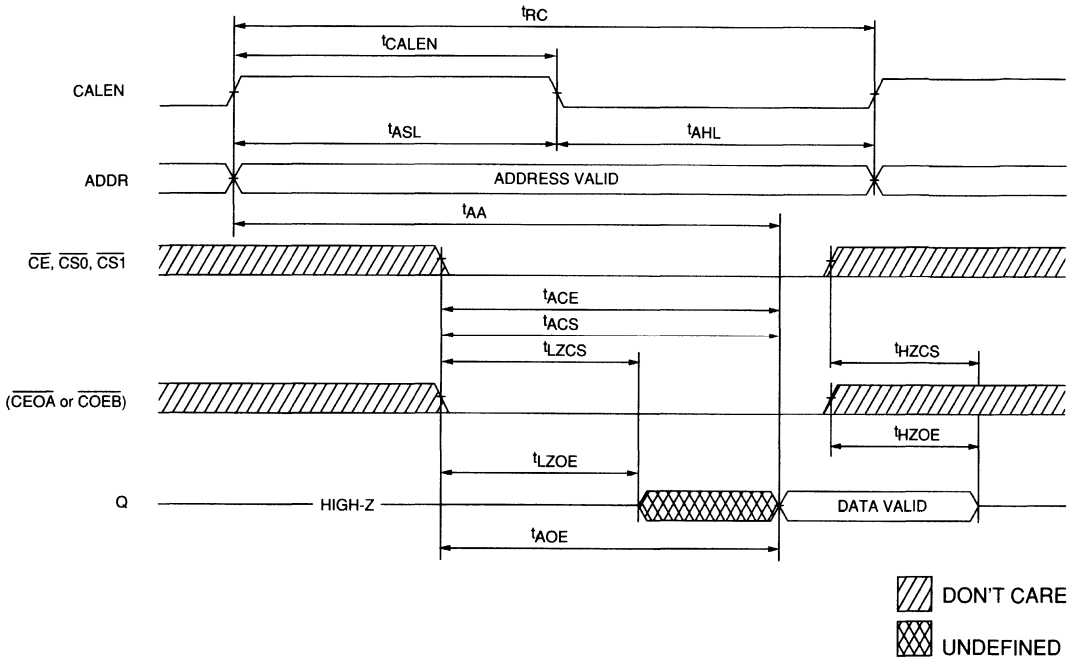 tRC
tCALEN
CALEN
tASL
tAHL
ADDR
ADDRESS VALID
tAA
CE, CS0, CS1
tACE
tACS
tLZCS
tHZCS
(CEOA or COEB)
tHZOE
tLZOE
Q
HIGH-Z
DATA VALID
tAOE
DON'T CARE
UNDEFINED